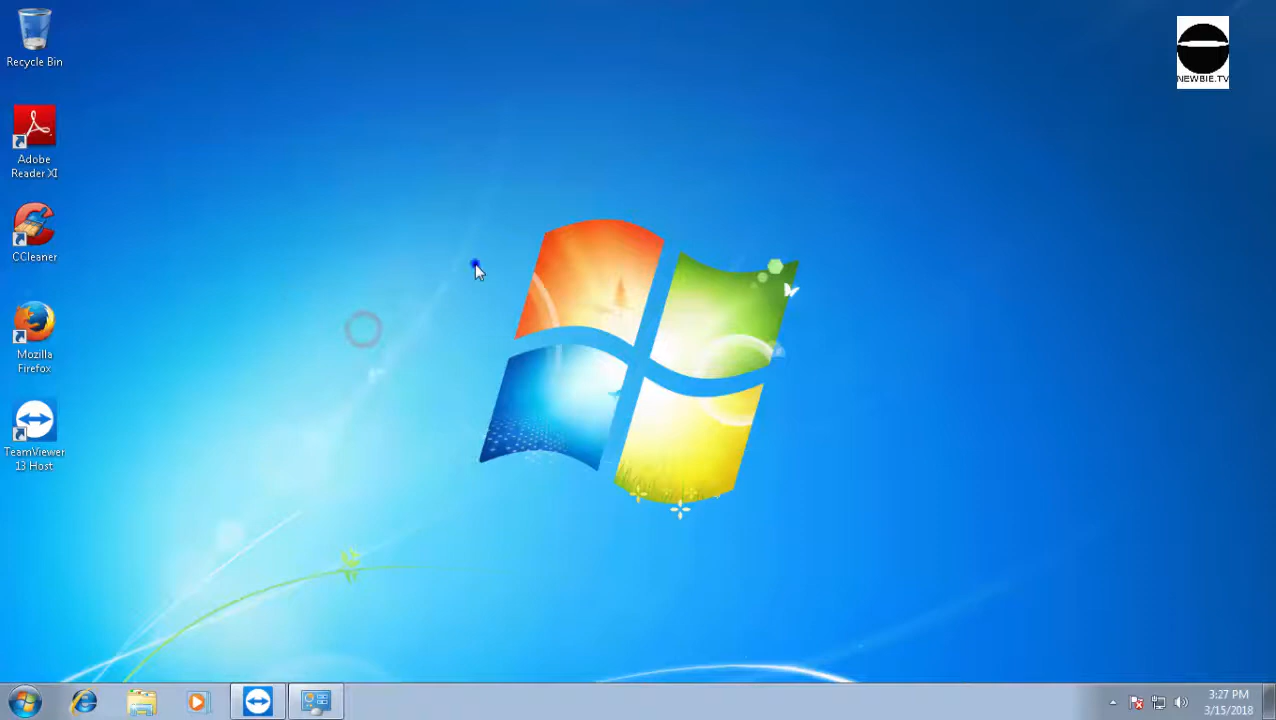 Recycle Bin
Adobe
Reader XI
CCleaner
Mozilla
Firefox
TeamViewer
13 Host
NEWBIE.TV
3:27 PM
3/15/2018